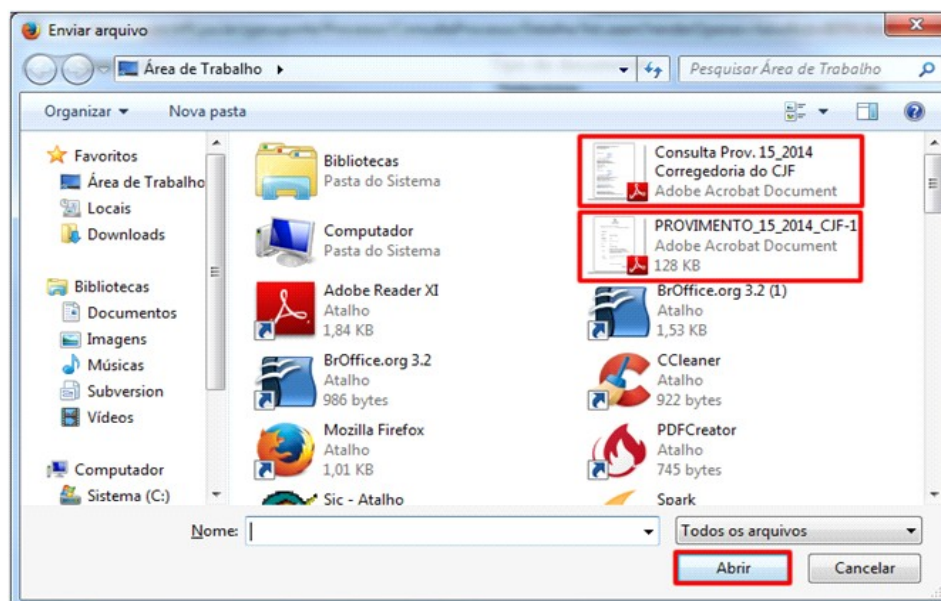 Enviar arquivo
Área de Trabalho
Pesquisar Área de Trabalho
Organizar
Nova pasta
Favoritos
Área de Trabalho
Locais
Downloads
Bibliotecas
Documentos
Imagens
Músicas
Subversion
Vídeos
Computador
Sistema (C:)
Bibliotecas
Pasta do Sistema
Computador
Pasta do Sistema
Adobe Reader XI
Atalho
1,84 KB
BrOffice.org 3.2
Atalho
986 bytes
Mozilla Firefox
Atalho
1,01 KB
Sic - Atalho
Consulta Prov. 15_2014
Corregedoria do CJF
Adobe Acrobat Document
PROVIMENTO_15_2014_CJF-1
Adobe Acrobat Document
128 KB
BrOffice.org 3.2 (1)
Atalho
1,53 KB
CCleaner
Atalho
922 bytes
PDFCreator
Atalho
745 bytes
Spark
Nome:
Todos os arquivos
Abrir
Cancelar